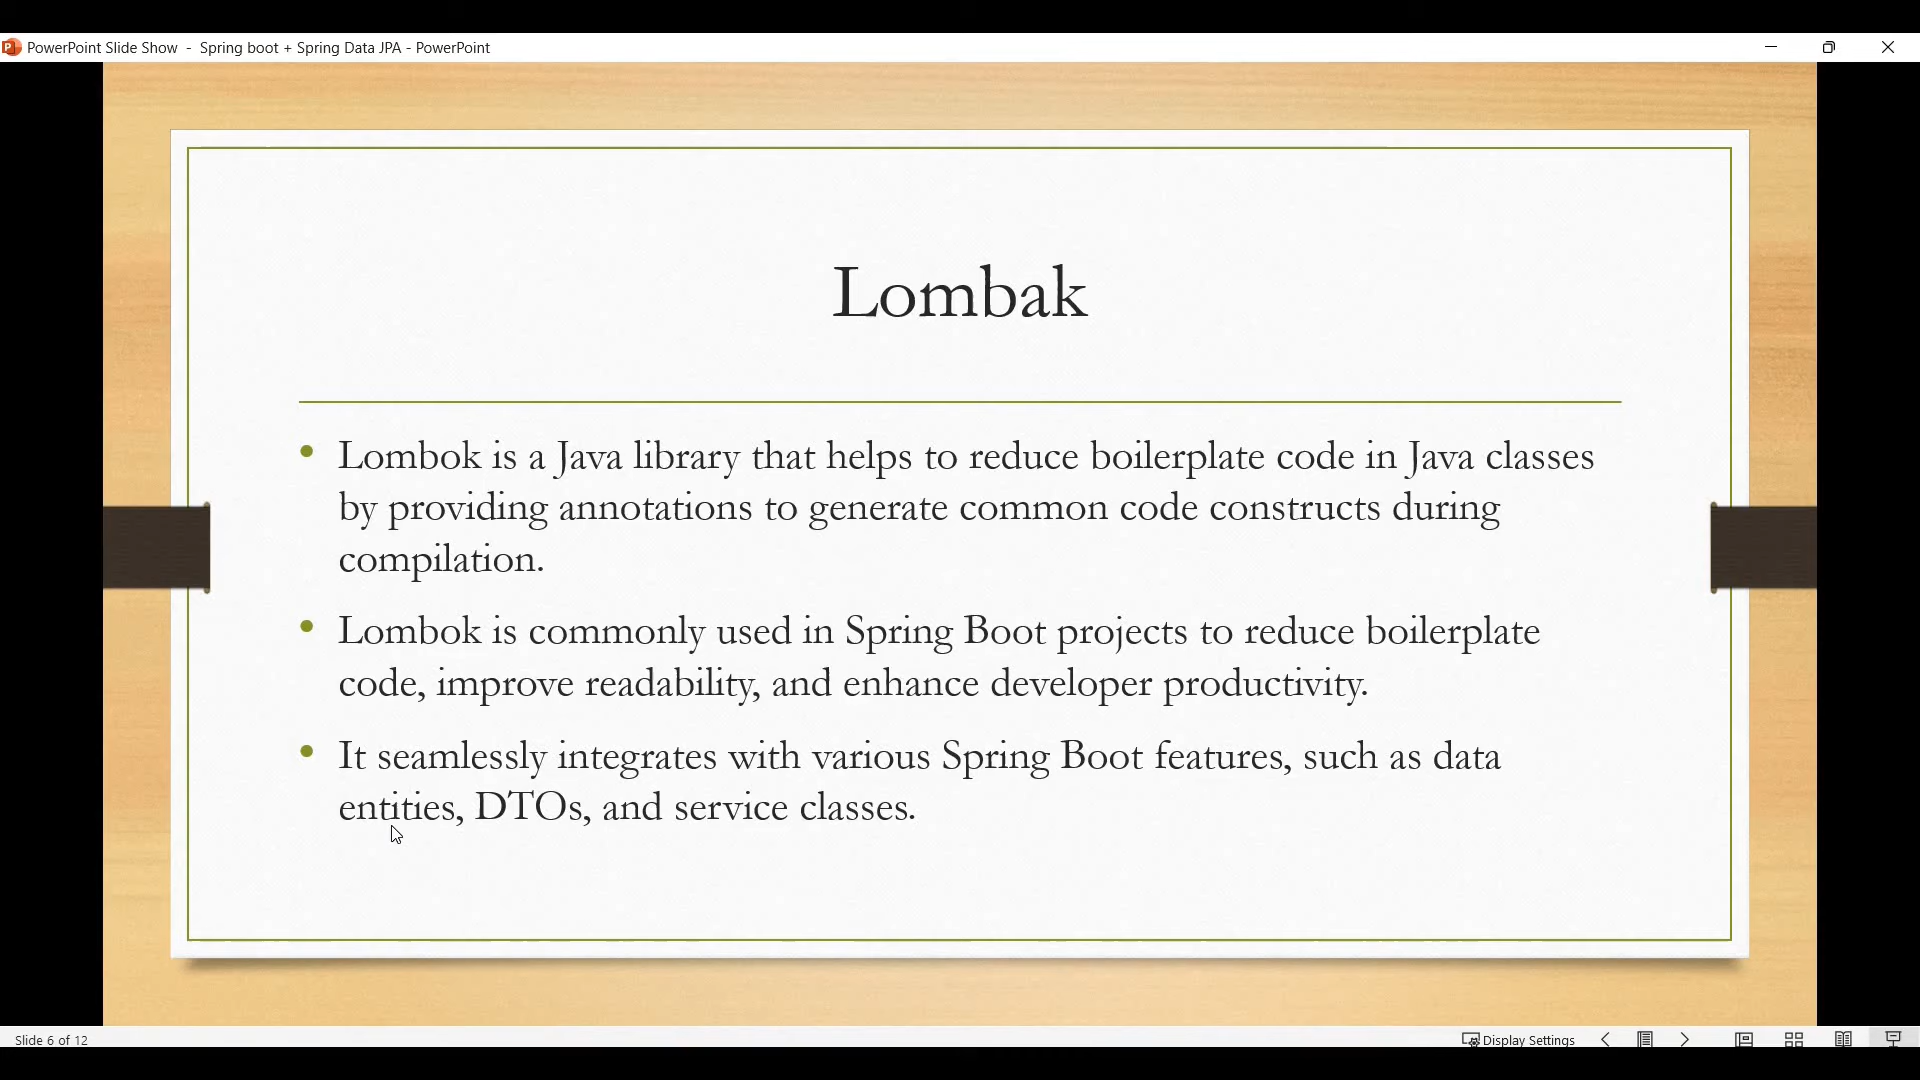 PowerPoint Slide Show - Spring boot + Spring Data JPA - PowerPoint
Lombak
• Lombok is a Java library that helps to reduce boilerplate code in Java classes
by providing annotations to generate common code constructs during
compilation.
• Lombok is commonly used in Spring Boot projects to reduce boilerplate
code, improve readability, and enhance developer productivity.
• It seamlessly integrates with various Spring Boot features, such as data
entities, DTOs, and service classes.
Slide 6 of 12
Display Settings